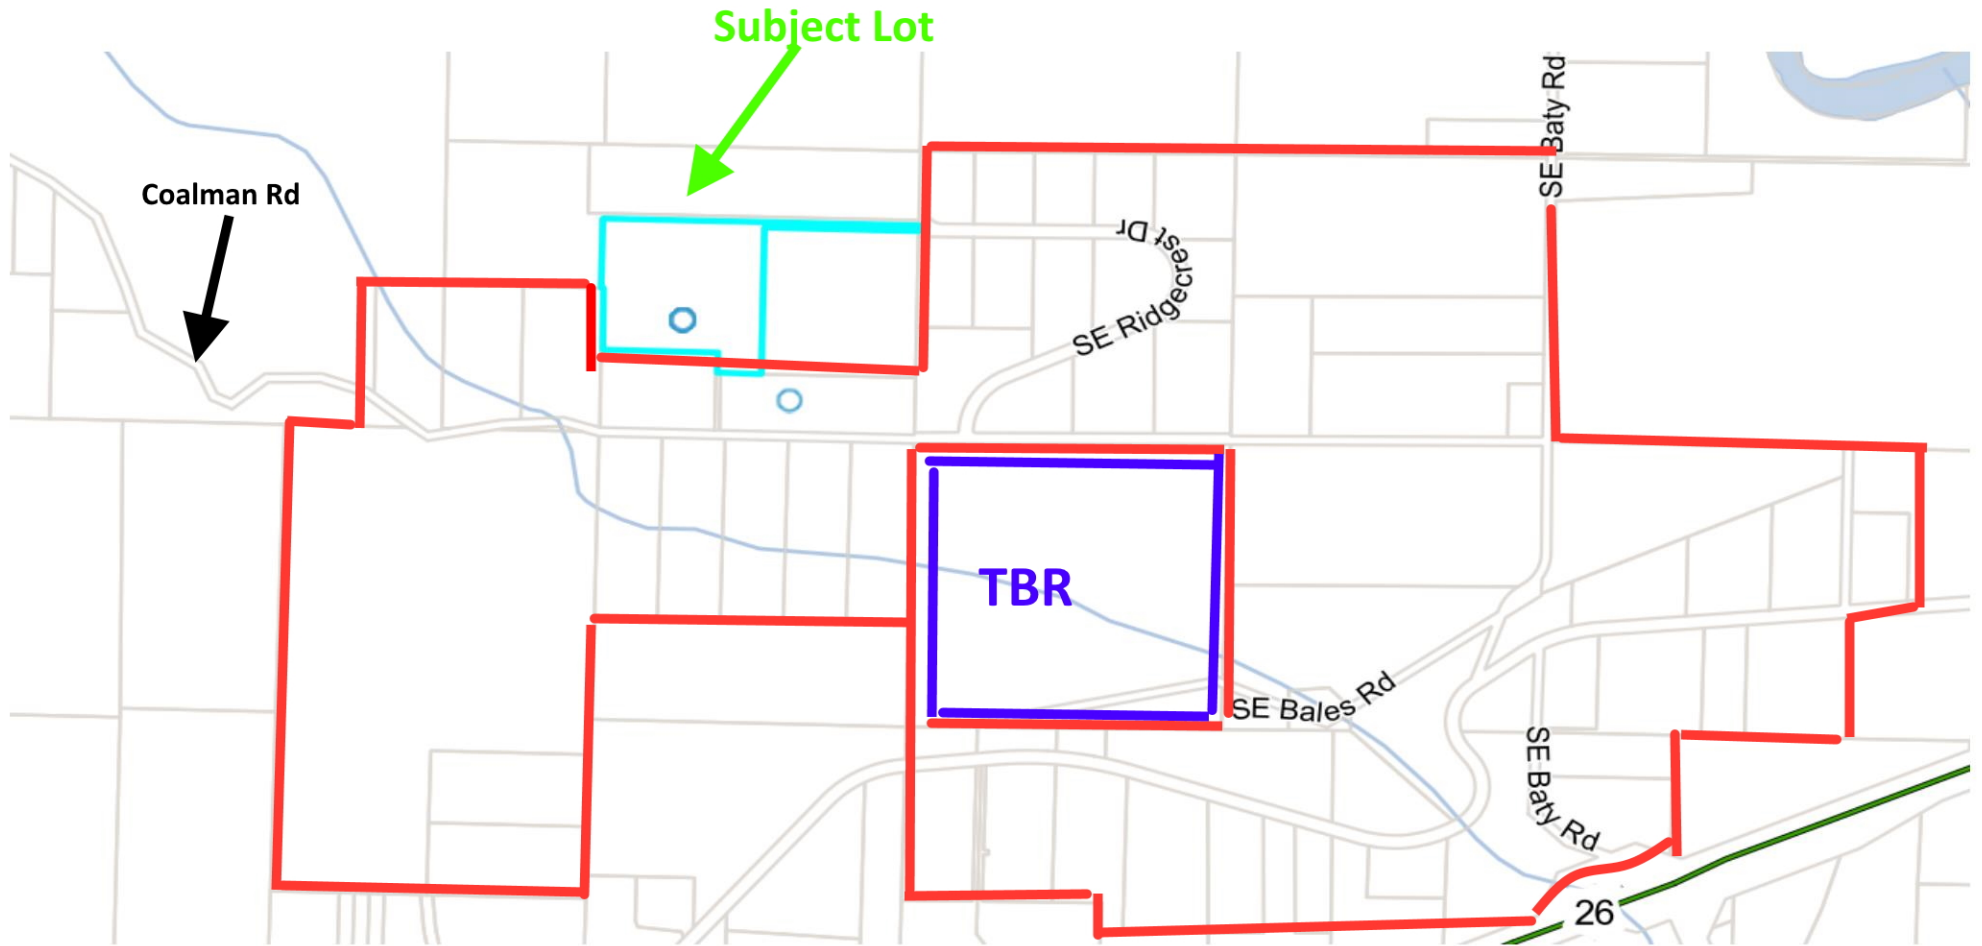 Subject Lot
SE Baty Rd
Coalman Rd
SE Ridgecrest Dr
TBR
SE Bales Rd
SE Baty Rd
26